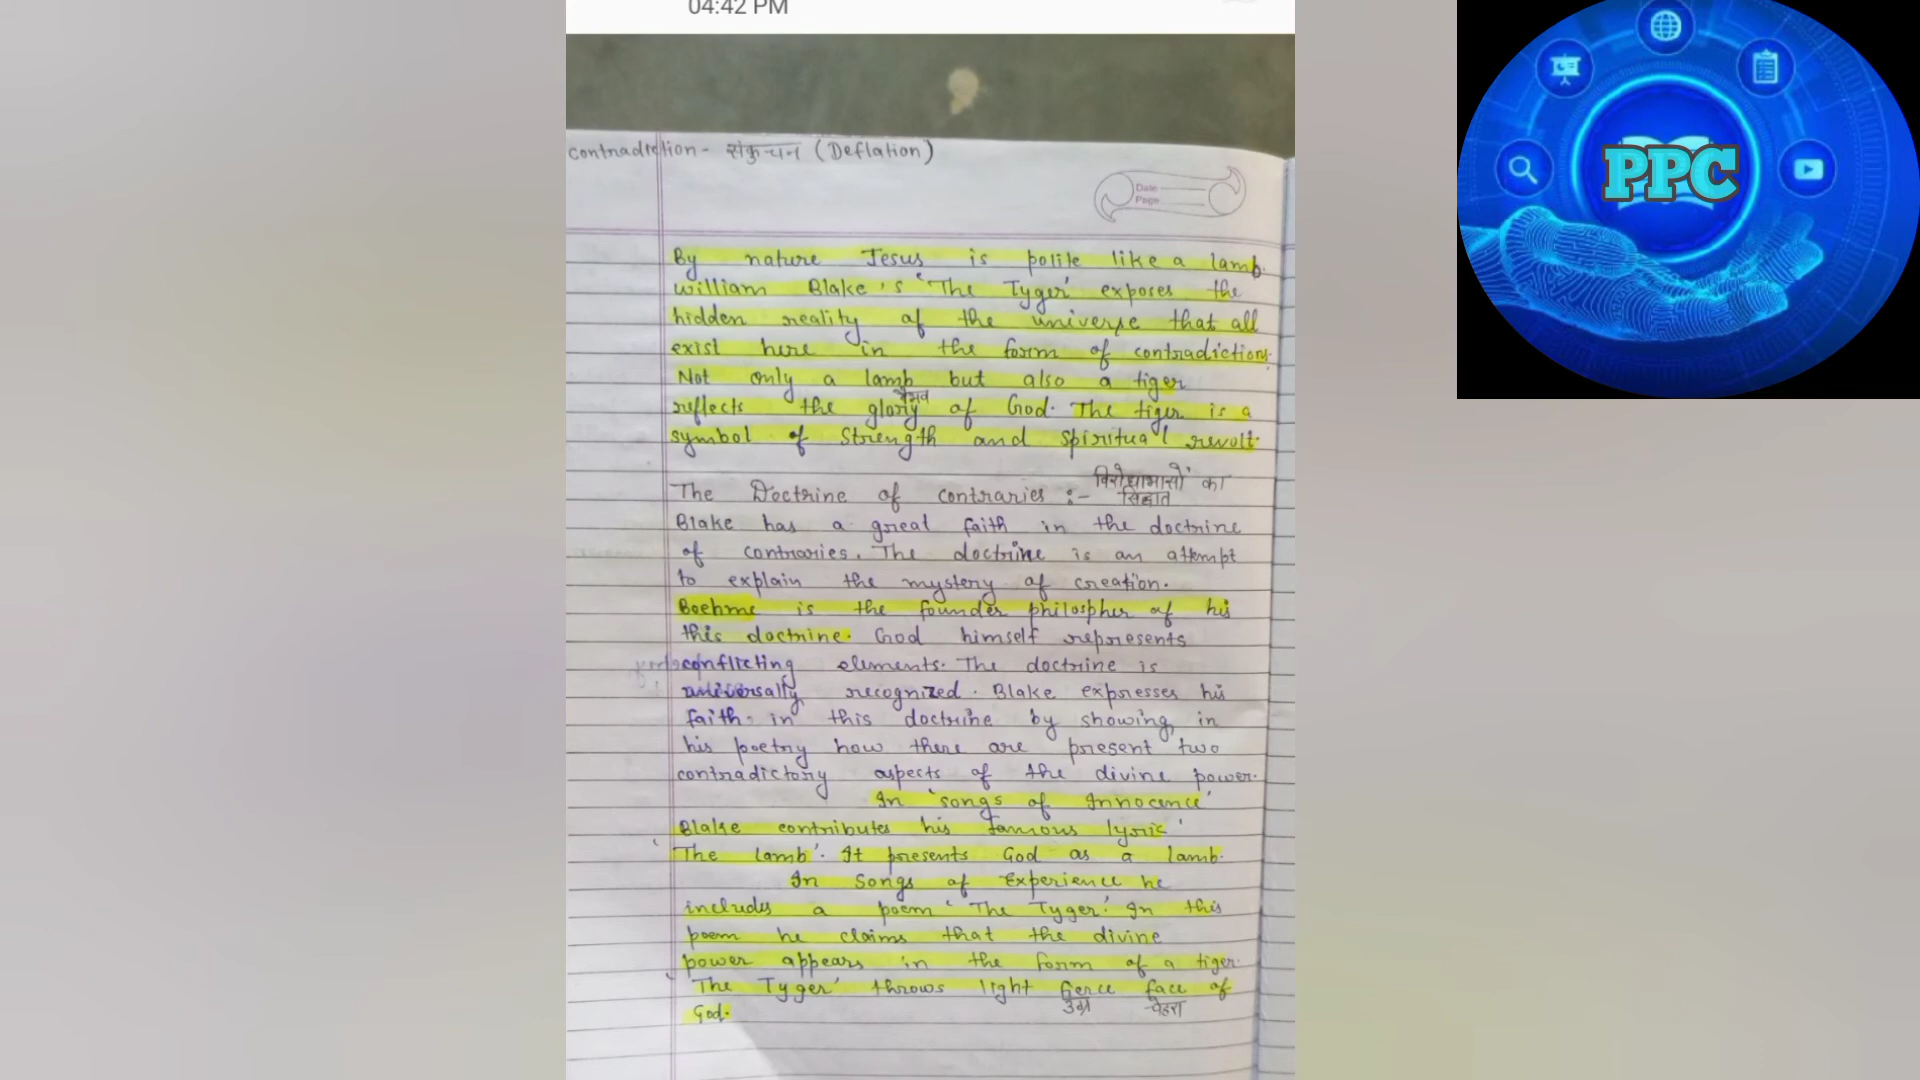 04:42 PM
PPC
contradiction - संकुचन (Deflation)
Date
Page
By nature Jesus is polite like a lamb.
william Blake's 'The Tyger' exposes the
hidden reality of the universe that all
exist here in the form of contradictions.
Not only a lamb but also a tiger
वैभव
reflects the glory of God. The tiger is a
symbol of strength and spiritual revolt.
विरोधाभासों का
The Doctrine of contraries :- सिद्धांत
Blake has a great faith in the doctrine
of contraries. The doctrine is an attempt
to explain the mystery of creation.
Boehme is the founder philospher of his
this doctrine. God himself represents
conflicting elements. The doctrine is
universally recognized. Blake expresses his
faith in this doctrine by showing in
his poetry how there are present two
contradictory aspects of the divine power.
In 'songs of Innocence'
Blake contributes his famous lyric
'The lamb'. It presents God as a lamb.
In Songs of Experience he
includes a poem 'The Tyger'. In this
poem he claims that the divine
power appears in the form of a tiger.
'The Tyger' throws light fierce face of
उग्र चेहरा
God.